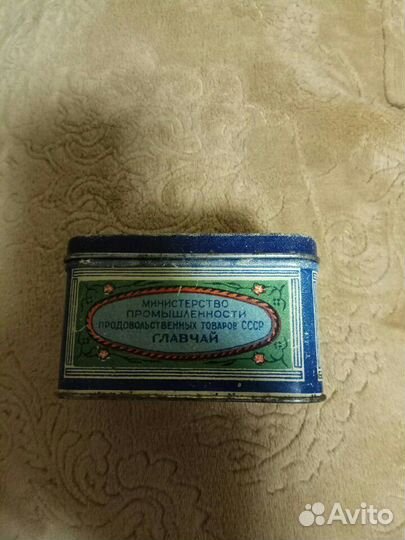 МИНИСТЕРСТВО
ПРОМЫШЛЕННОСТИ
ПРОДОВОЛЬСТВЕННЫХ ТОВАРОВ СССР
ГЛАВЧАЙ
Avito